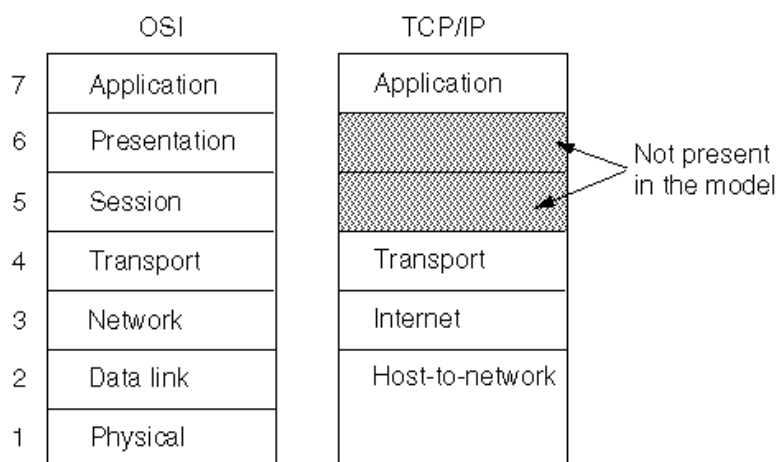 OSI
TCP/IP
7
Application
Application
6
Presentation
Not present
in the model
5
Session
4
Transport
Transport
3
Network
Internet
2
Data link
Host-to-network
1
Physical